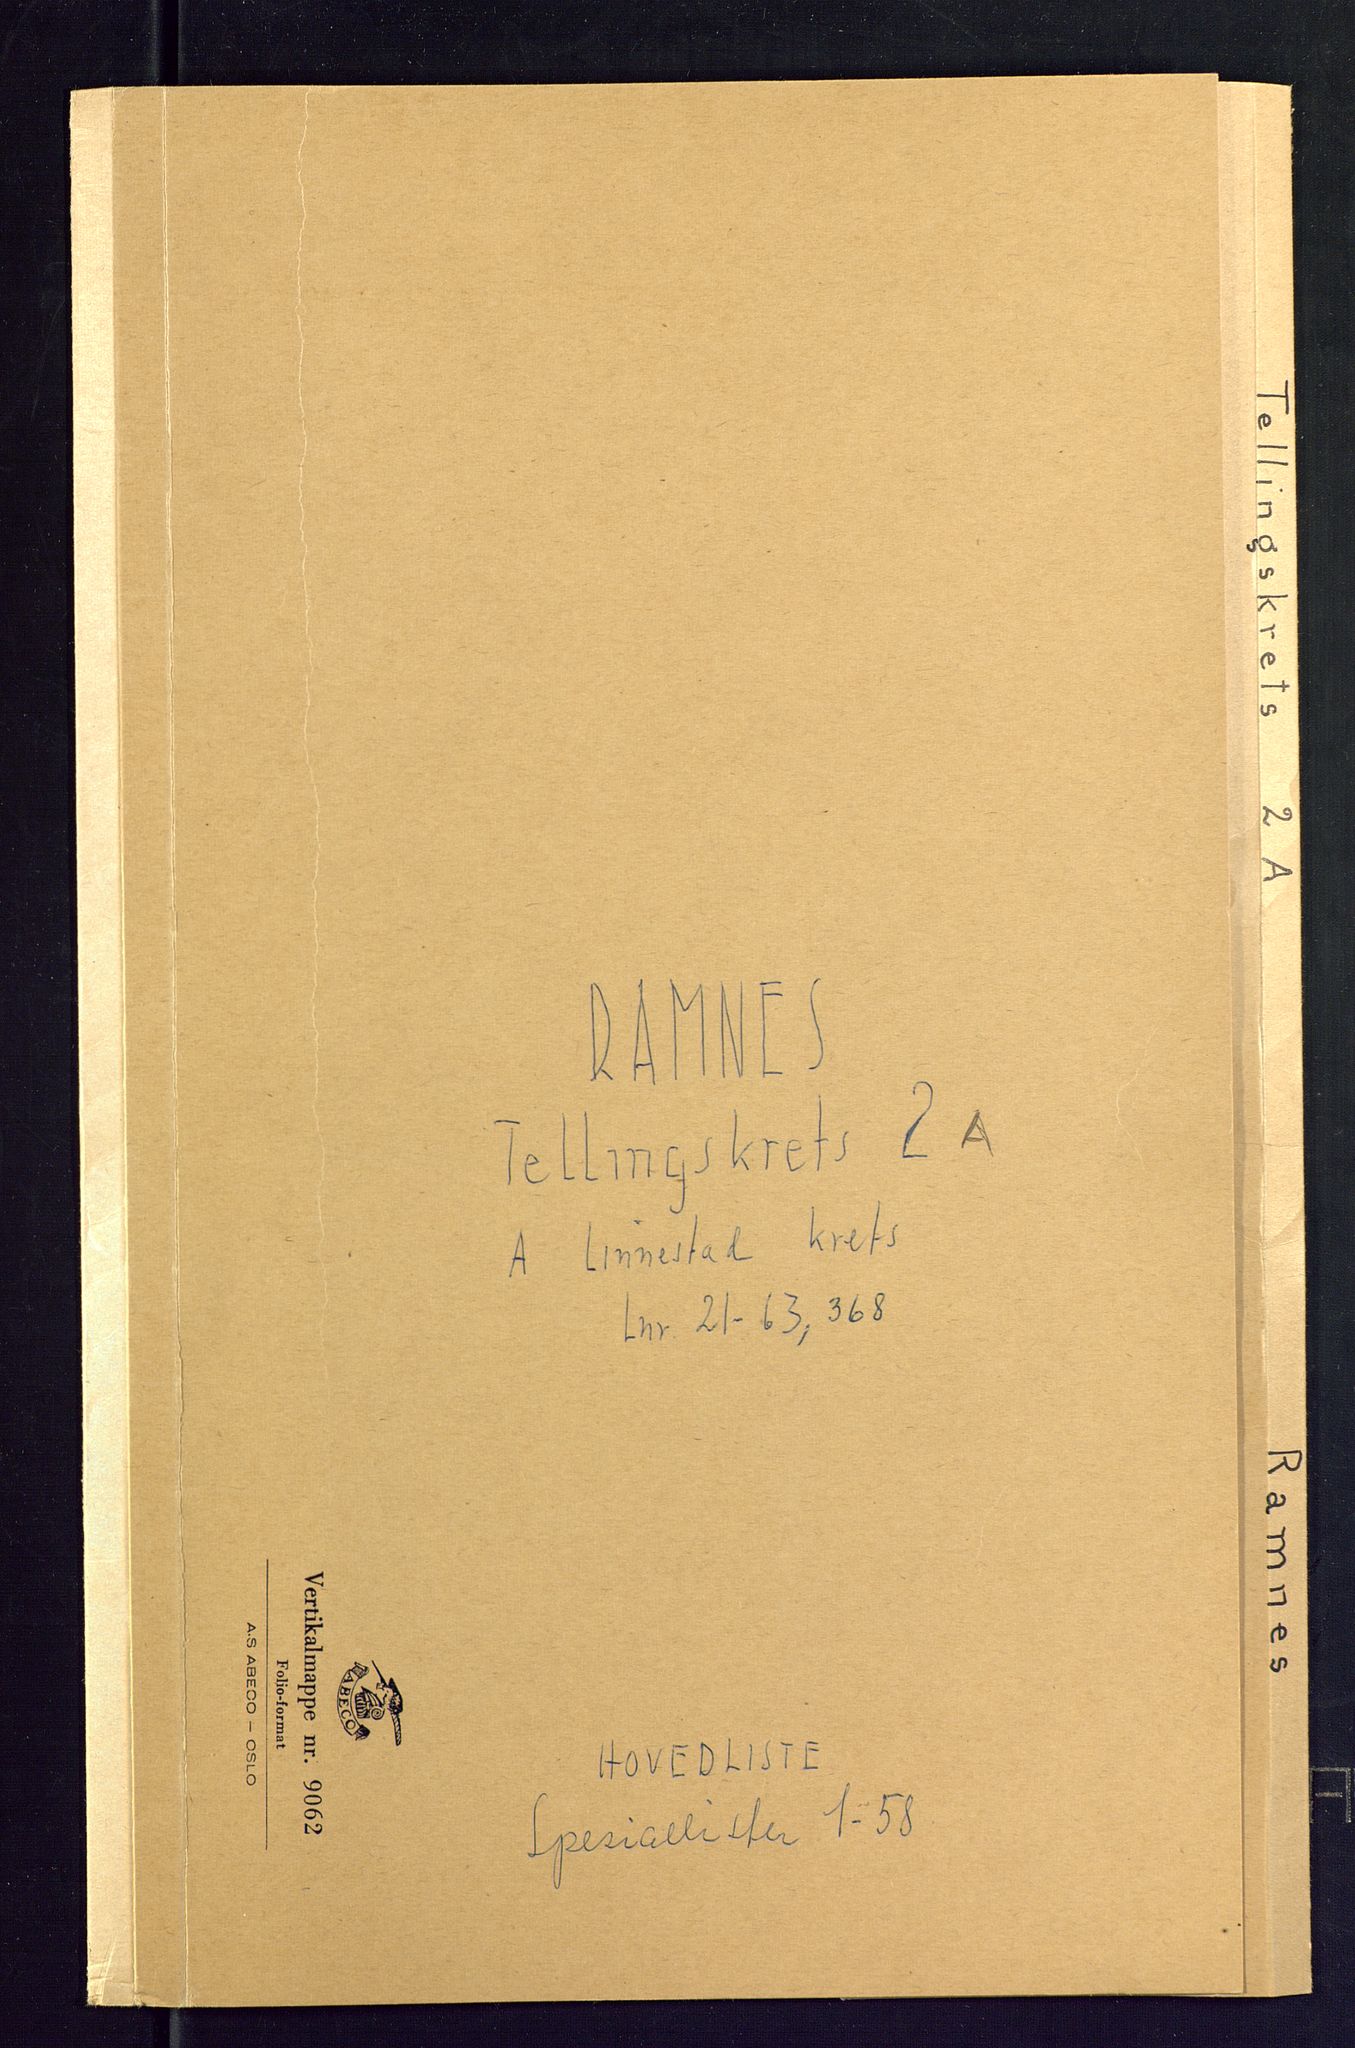 RAMNES
Tellingskrets 2 A
A Linnestad krets
Lnr. 21-63, 368
HOVEDLISTE
Spesiallister 1-58
Tellingskrets 2 A
Ramnes
ABECO
Vertikalmappe nr. 9062
Folio-format
A.S ABECO – OSLO